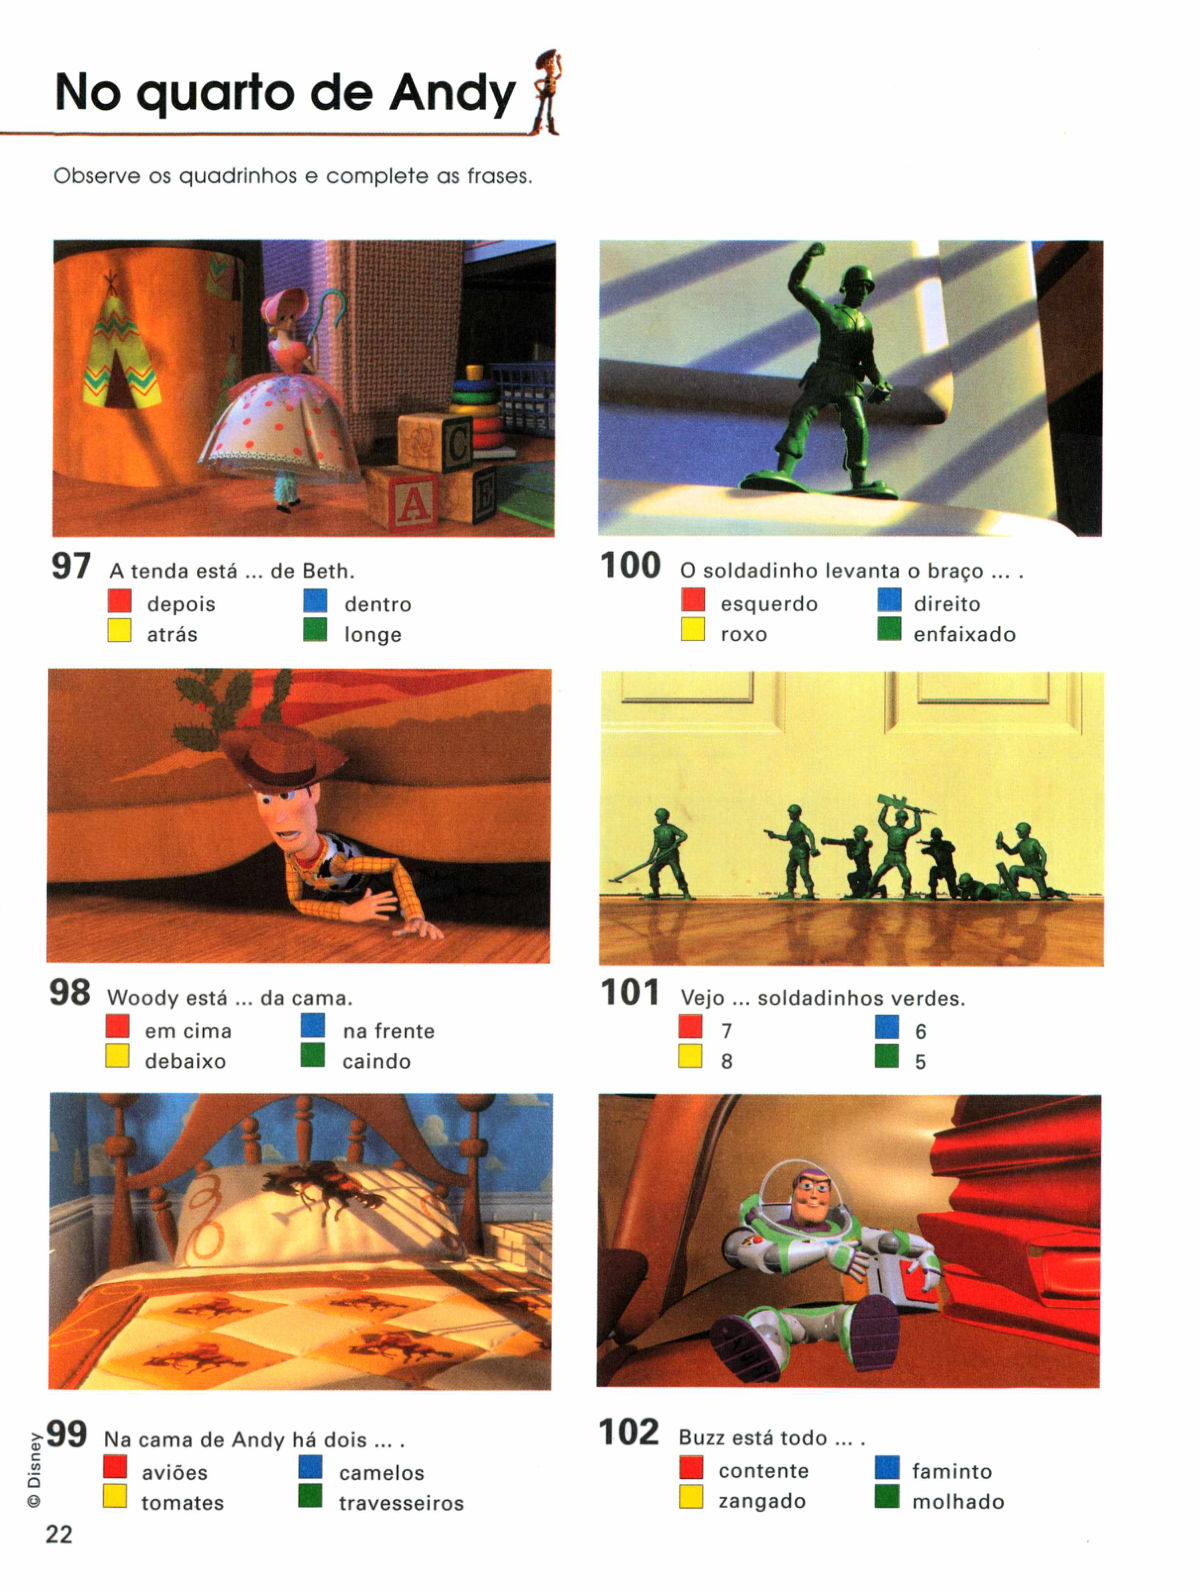 No quarto de Andy
Observe os quadrinhos e complete as frases.
C
A
E
97 A tenda está ... de Beth.
depois
dentro
atrás
longe
100 O soldadinho levanta o braço ... .
esquerdo
direito
roxo
enfaixado
98 Woody está ... da cama.
em cima
na frente
debaixo
caindo
101 Vejo ... soldadinhos verdes.
7
6
8
5
99 Na cama de Andy há dois ... .
aviões
camelos
tomates
travesseiros
102 Buzz está todo ... .
contente
faminto
zangado
molhado
© Disney
22